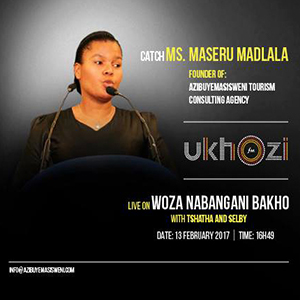 CATCH MS. MASERU MADLALA
FOUNDER OF:
AZIBUYEMASISWENI TOURISM
CONSULTING AGENCY
ukhozi
fm
LIVE ON WOZA NABANGANI BAKHO
WITH TSHATHA AND SELBY
DATE: 13 FEBRUARY 2017 | TIME: 16H49
INFO@AZIBUYEMASISWENI.COM